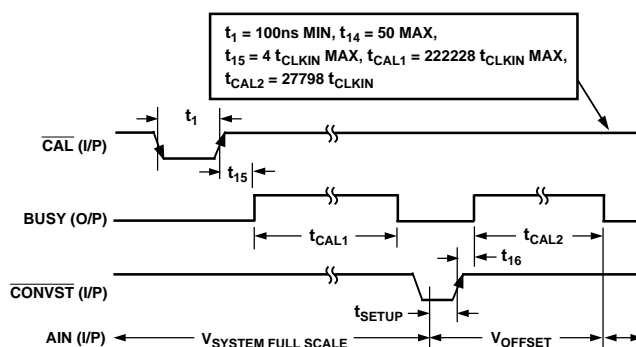 t1 = 100ns MIN, t14 = 50 MAX,
t15 = 4 tCLKIN MAX, tCAL1 = 222228 tCLKIN MAX,
tCAL2 = 27798 tCLKIN
t1
CAL (I/P)
t15
BUSY (O/P)
tCAL1
tCAL2
t16
CONVST (I/P)
tSETUP
AIN (I/P)
VSYSTEM FULL SCALE
VOFFSET